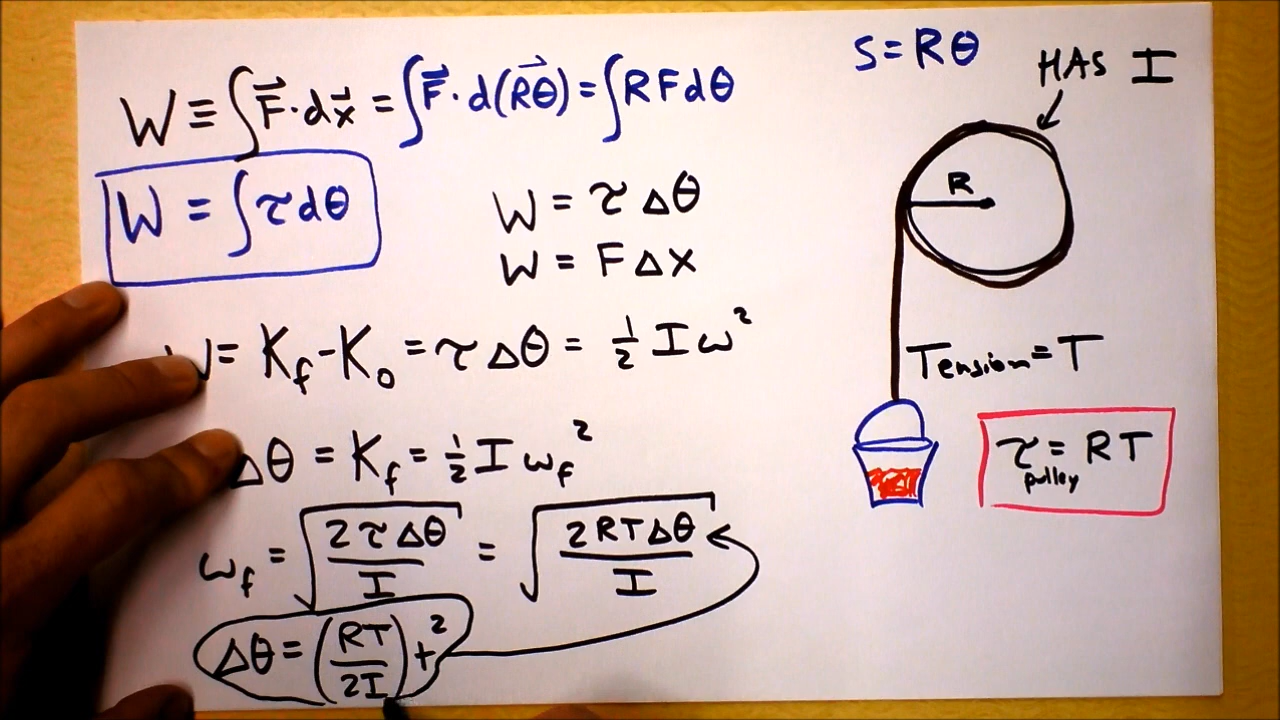 W ≡ ∫F⃗·dx⃗ = ∫F⃗·d(Rθ⃗) = ∫RFdθ
W = ∫τdθ
W = τΔθ
W = FΔx
W = K_f - K_0 = τΔθ = ½Iω²
Δθ = K_f = ½Iω_f²
ω_f = √(2τΔθ/I) = √(2RTΔθ/I)
Δθ = (RT/2I)t²
S = Rθ
HAS I
R
Tension = T
τ_pulley = RT